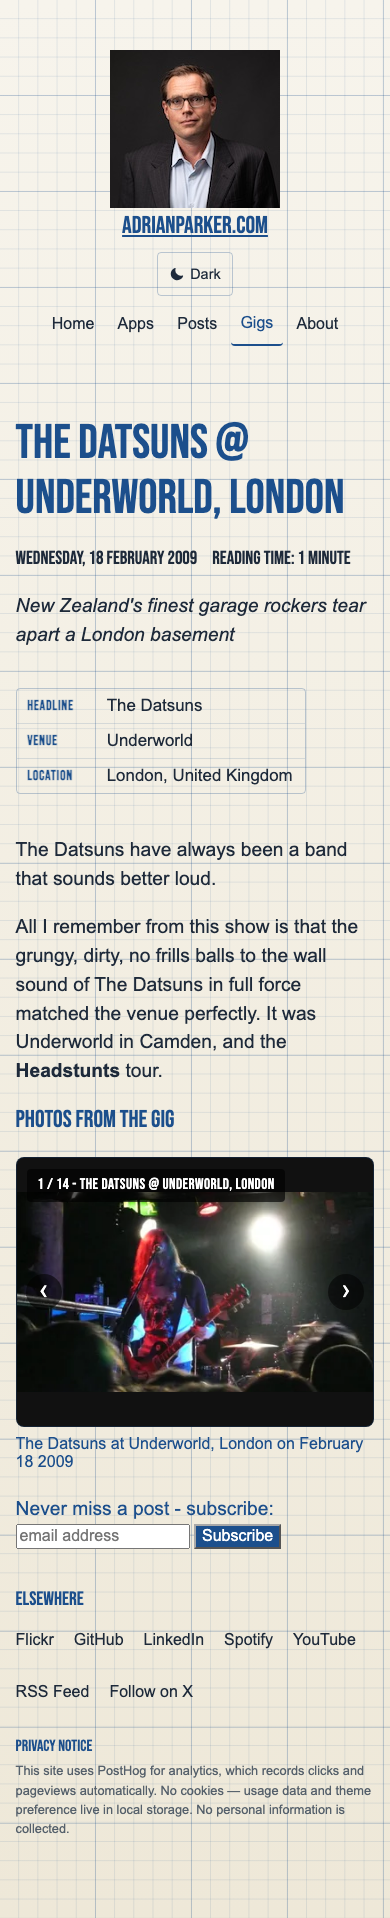 ADRIANPARKER.COM
Dark
Home Apps Posts Gigs About
THE DATSUNS @
UNDERWORLD, LONDON
WEDNESDAY, 18 FEBRUARY 2009 READING TIME: 1 MINUTE
New Zealand's finest garage rockers tear
apart a London basement
HEADLINE The Datsuns
VENUE Underworld
LOCATION London, United Kingdom
The Datsuns have always been a band
that sounds better loud.
All I remember from this show is that the
grungy, dirty, no frills balls to the wall
sound of The Datsuns in full force
matched the venue perfectly. It was
Underworld in Camden, and the
Headstunts tour.
PHOTOS FROM THE GIG
1 / 14 - THE DATSUNS @ UNDERWORLD, LONDON
❮ ❯
The Datsuns at Underworld, London on February
18 2009
Never miss a post - subscribe:
email address Subscribe
ELSEWHERE
Flickr GitHub LinkedIn Spotify YouTube
RSS Feed Follow on X
PRIVACY NOTICE
This site uses PostHog for analytics, which records clicks and
pageviews automatically. No cookies — usage data and theme
preference live in local storage. No personal information is
collected.